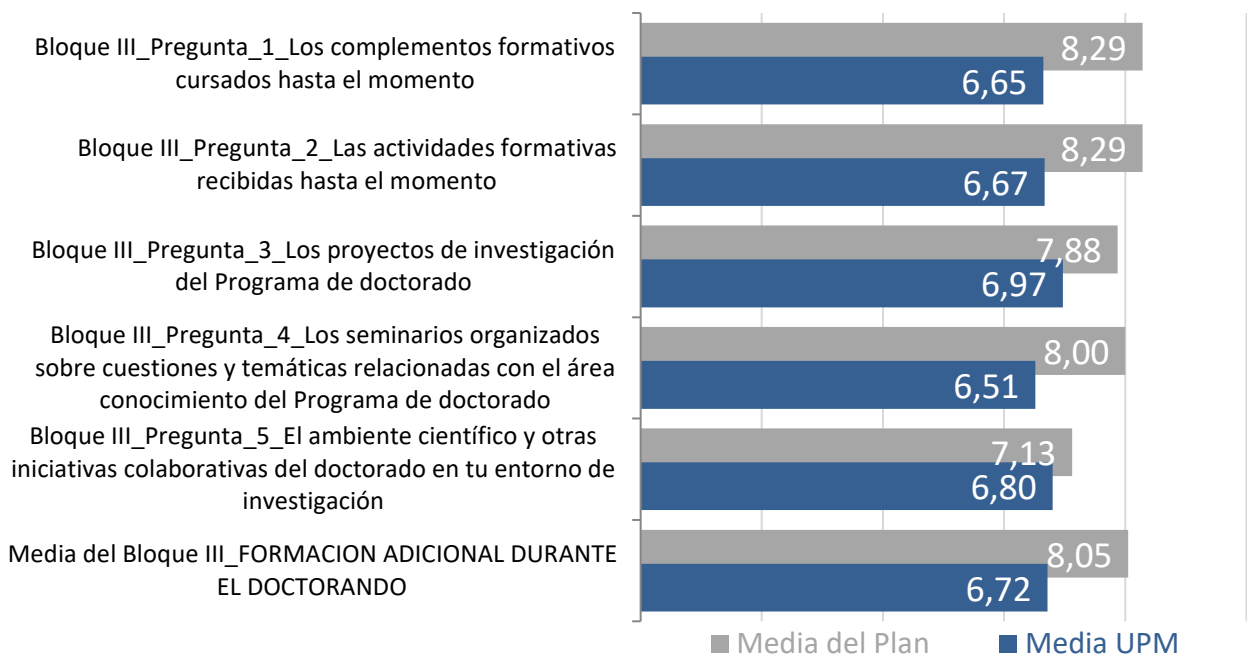 Bloque III_Pregunta_1_Los complementos formativos
cursados hasta el momento
8,29
6,65
Bloque III_Pregunta_2_Las actividades formativas
recibidas hasta el momento
8,29
6,67
Bloque III_Pregunta_3_Los proyectos de investigación
del Programa de doctorado
7,88
6,97
Bloque III_Pregunta_4_Los seminarios organizados
sobre cuestiones y temáticas relacionadas con el área
conocimiento del Programa de doctorado
8,00
6,51
Bloque III_Pregunta_5_El ambiente científico y otras
iniciativas colaborativas del doctorado en tu entorno de
investigación
7,13
6,80
Media del Bloque III_FORMACION ADICIONAL DURANTE
EL DOCTORANDO
8,05
6,72
Media del Plan
Media UPM